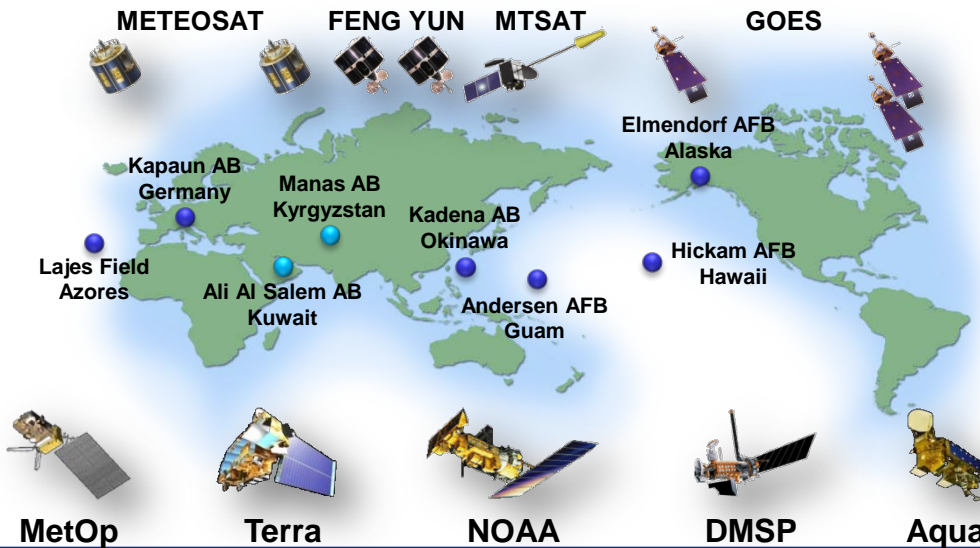 METEOSAT
FENG YUN
MTSAT
GOES
Elmendorf AFB
Alaska
Kapaun AB
Germany
Manas AB
Kyrgyzstan
Kadena AB
Okinawa
Hickam AFB
Hawaii
Lajes Field
Azores
Ali Al Salem AB
Kuwait
Andersen AFB
Guam
MetOp
Terra
NOAA
DMSP
Aqua